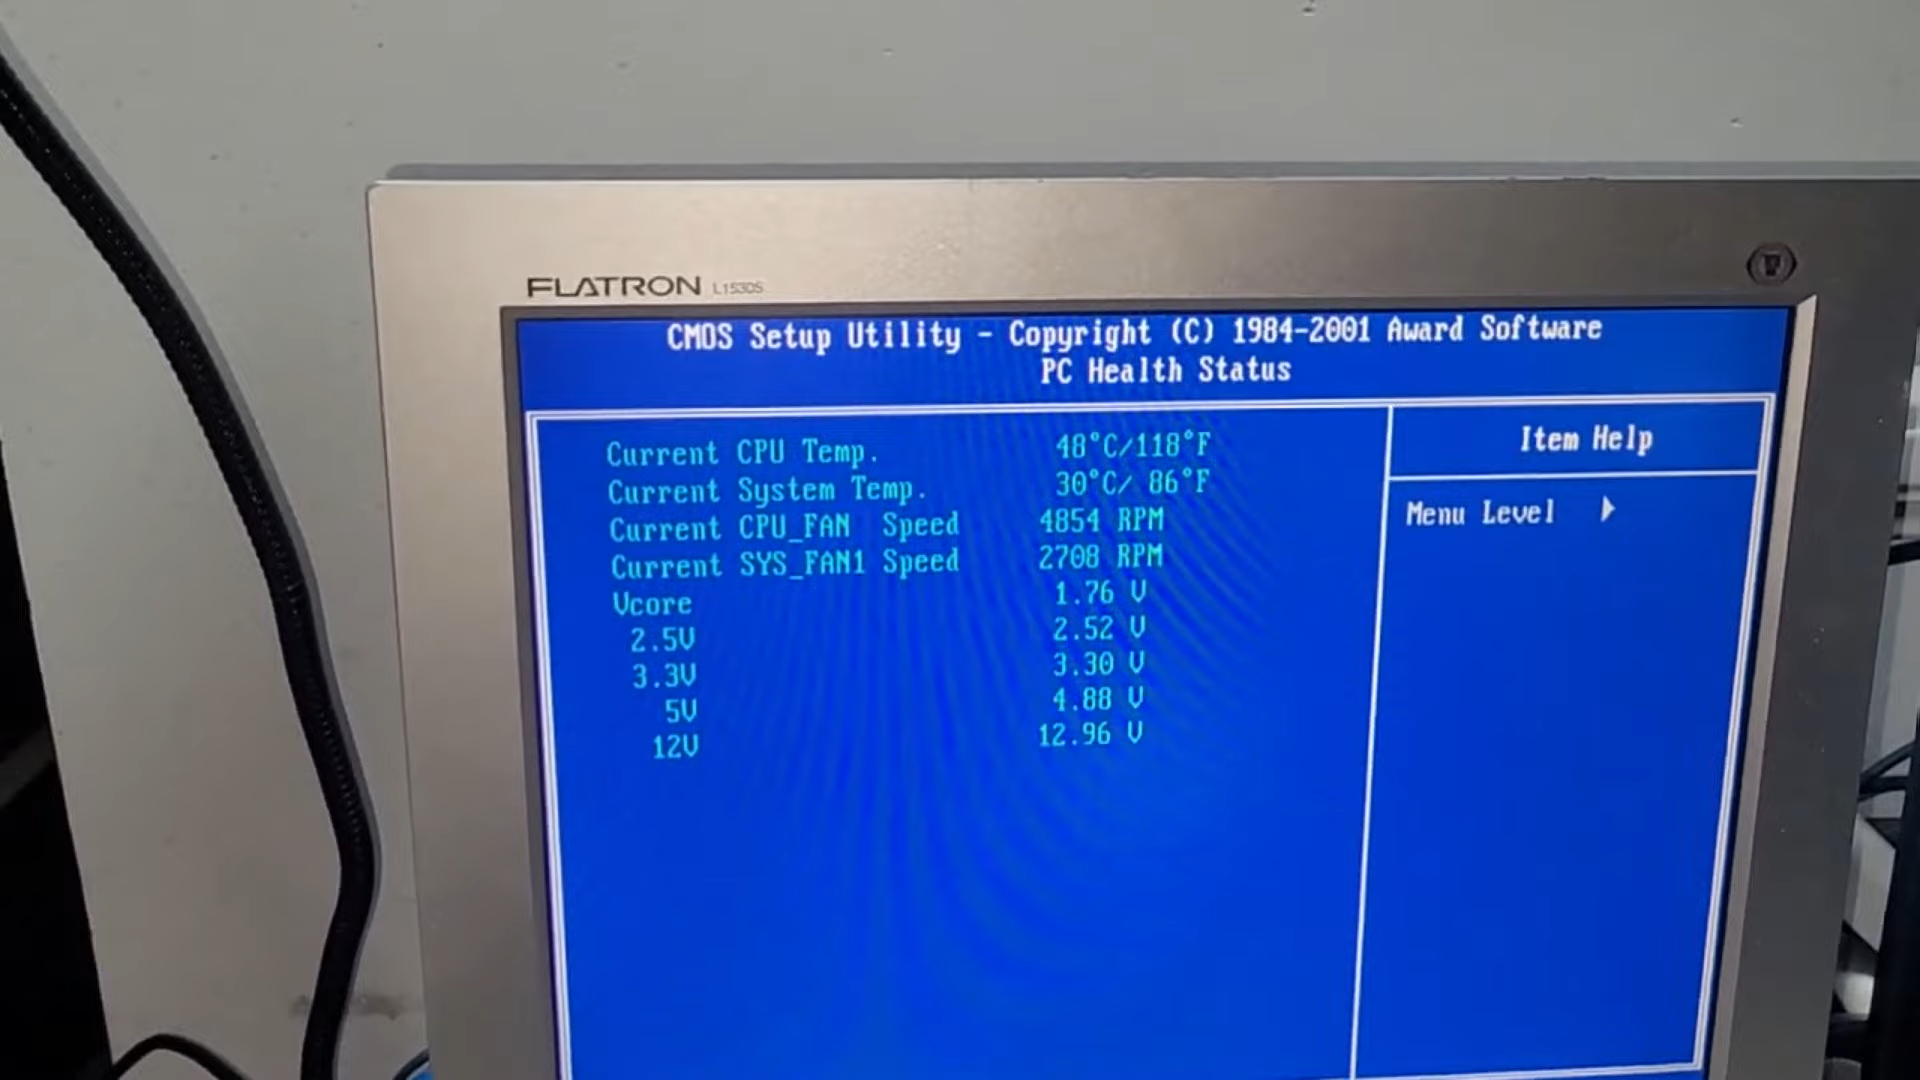 FLATRON L1530S
CMOS Setup Utility - Copyright (C) 1984-2001 Award Software
PC Health Status
Current CPU Temp. 48°C/118°F
Current System Temp. 30°C/ 86°F
Current CPU_FAN Speed 4854 RPM
Current SYS_FAN1 Speed 2708 RPM
Vcore 1.76 V
2.5V 2.52 V
3.3V 3.30 V
5V 4.88 V
12V 12.96 V
Item Help
Menu Level ▶